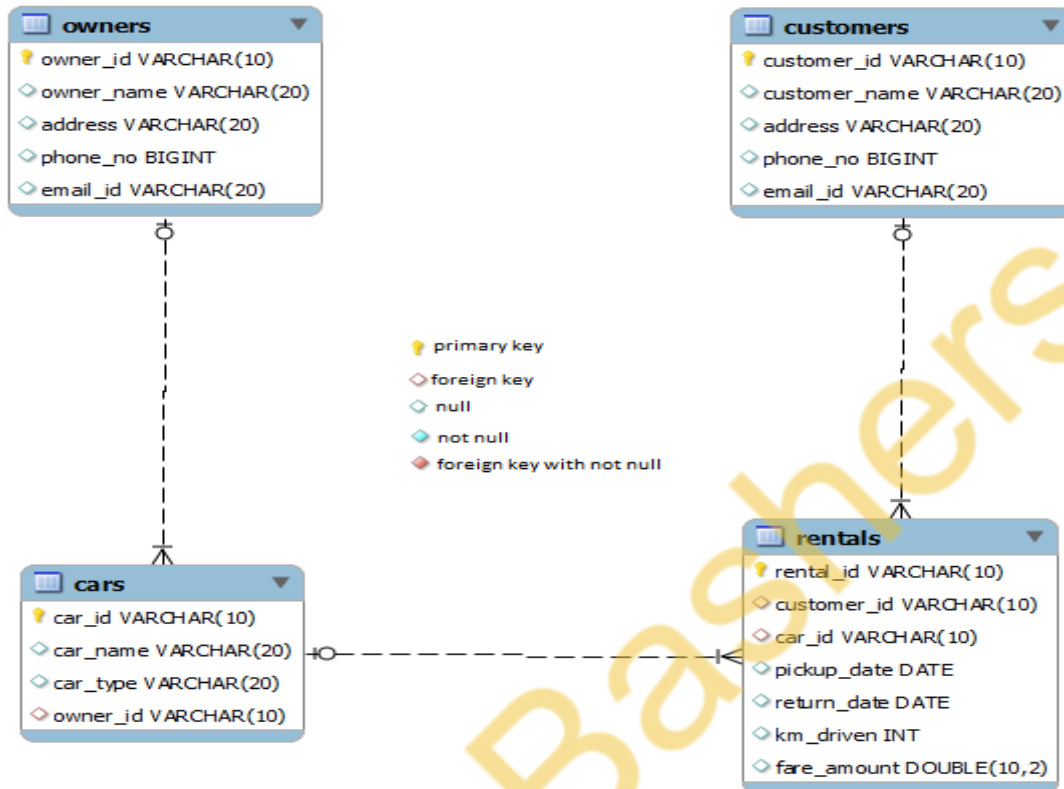 owners
owner_id VARCHAR(10)
owner_name VARCHAR(20)
address VARCHAR(20)
phone_no BIGINT
email_id VARCHAR(20)
customers
customer_id VARCHAR(10)
customer_name VARCHAR(20)
address VARCHAR(20)
phone_no BIGINT
email_id VARCHAR(20)
primary key
foreign key
null
not null
foreign key with not null
cars
car_id VARCHAR(10)
car_name VARCHAR(20)
car_type VARCHAR(20)
owner_id VARCHAR(10)
rentals
rental_id VARCHAR(10)
customer_id VARCHAR(10)
car_id VARCHAR(10)
pickup_date DATE
return_date DATE
km_driven INT
fare_amount DOUBLE(10,2)
Bashers